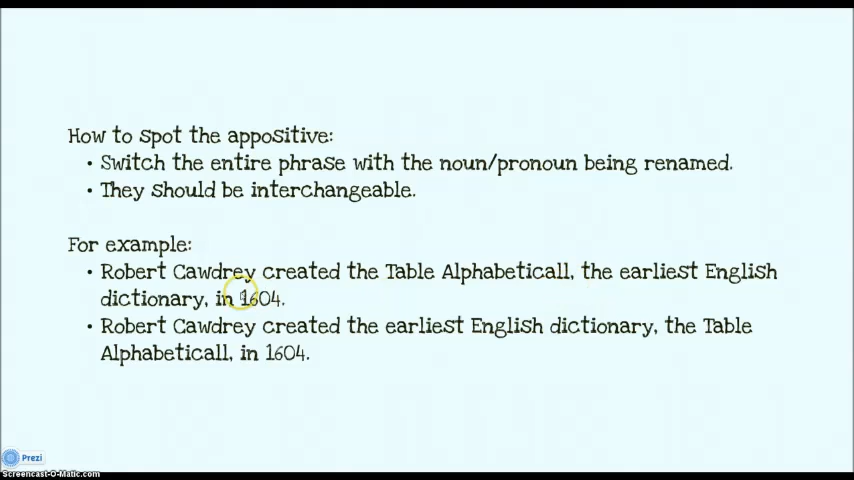 How to spot the appositive:
• Switch the entire phrase with the noun/pronoun being renamed.
• They should be interchangeable.
For example:
• Robert Cawdrey created the Table Alphabeticall, the earliest English
dictionary, in 1604.
• Robert Cawdrey created the earliest English dictionary, the Table
Alphabeticall, in 1604.
Prezi
Screencast-O-Matic.com